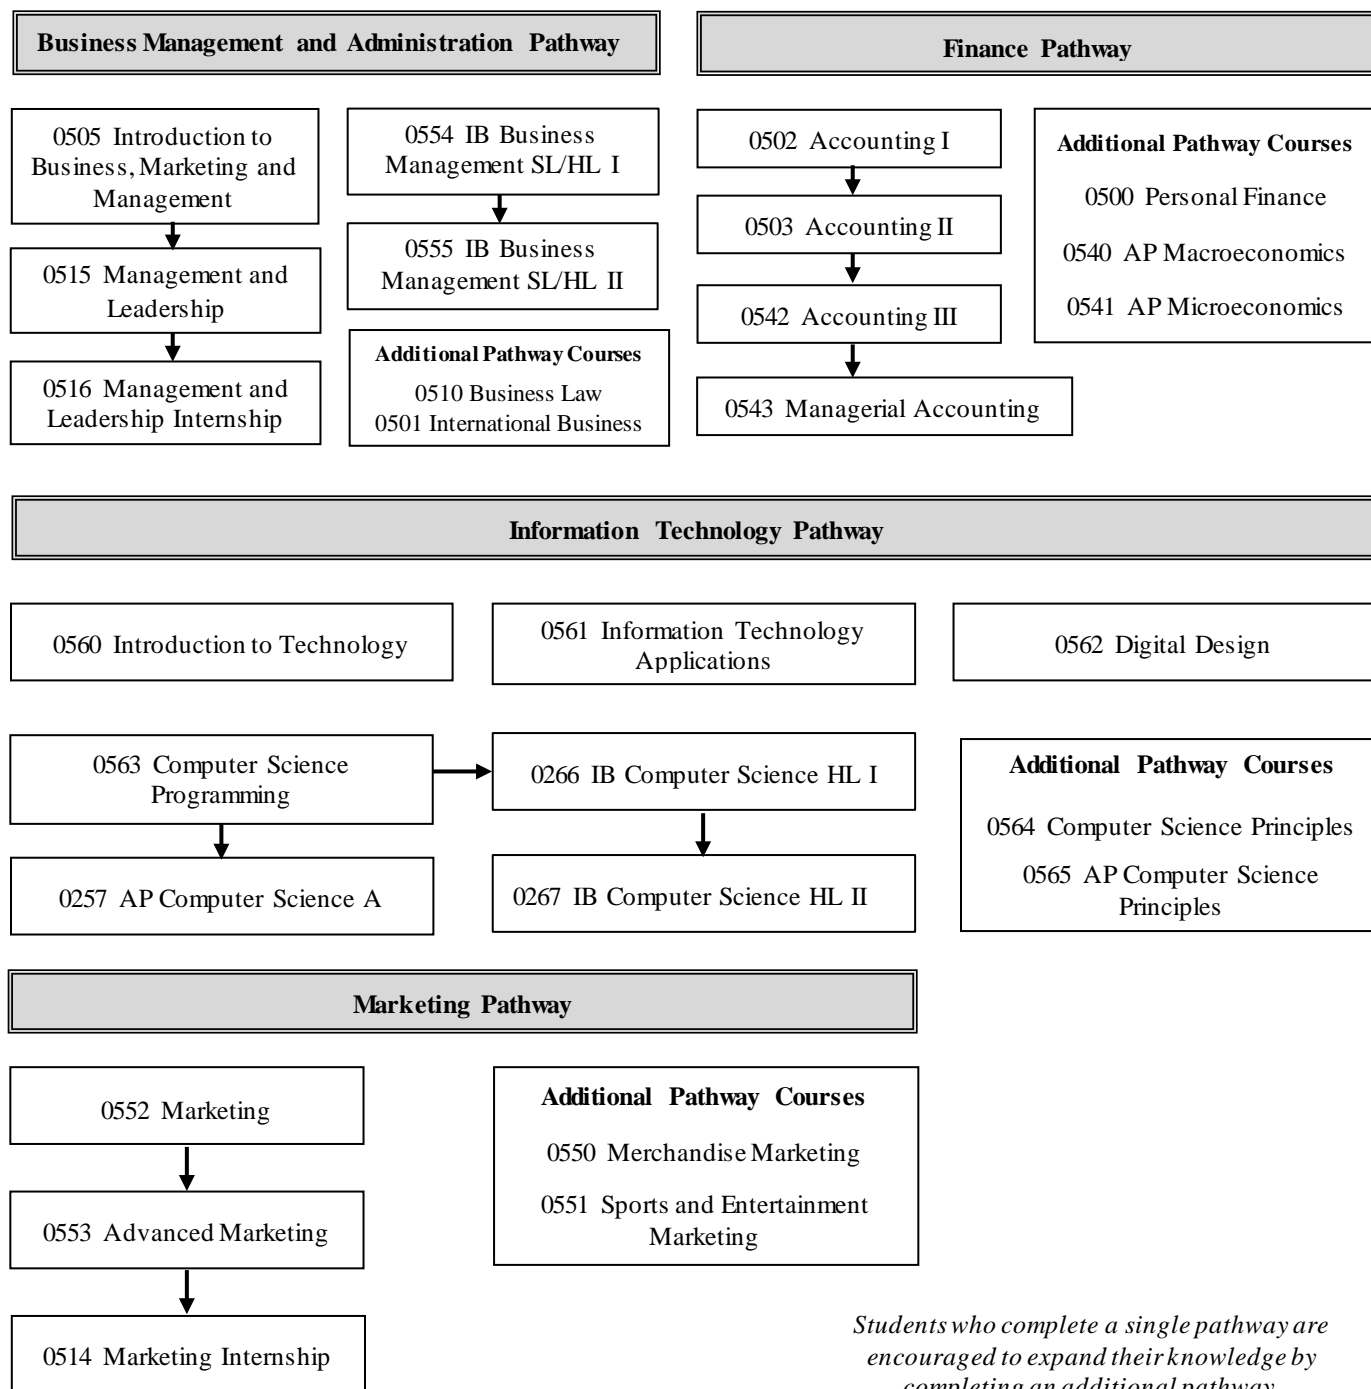 Business Management and Administration Pathway
0505 Introduction to
Business, Marketing and
Management
0515 Management and
Leadership
0516 Management and
Leadership Internship
0554 IB Business
Management SL/HL I
0555 IB Business
Management SL/HL II
Additional Pathway Courses
0510 Business Law
0501 International Business
Finance Pathway
0502 Accounting I
0503 Accounting II
0542 Accounting III
0543 Managerial Accounting
Additional Pathway Courses
0500 Personal Finance
0540 AP Macroeconomics
0541 AP Microeconomics
Information Technology Pathway
0560 Introduction to Technology
0561 Information Technology
Applications
0562 Digital Design
0563 Computer Science
Programming
0266 IB Computer Science HL I
0257 AP Computer Science A
0267 IB Computer Science HL II
Additional Pathway Courses
0564 Computer Science Principles
0565 AP Computer Science
Principles
Marketing Pathway
0552 Marketing
0553 Advanced Marketing
0514 Marketing Internship
Additional Pathway Courses
0550 Merchandise Marketing
0551 Sports and Entertainment
Marketing
Students who complete a single pathway are
encouraged to expand their knowledge by
completing an additional pathway